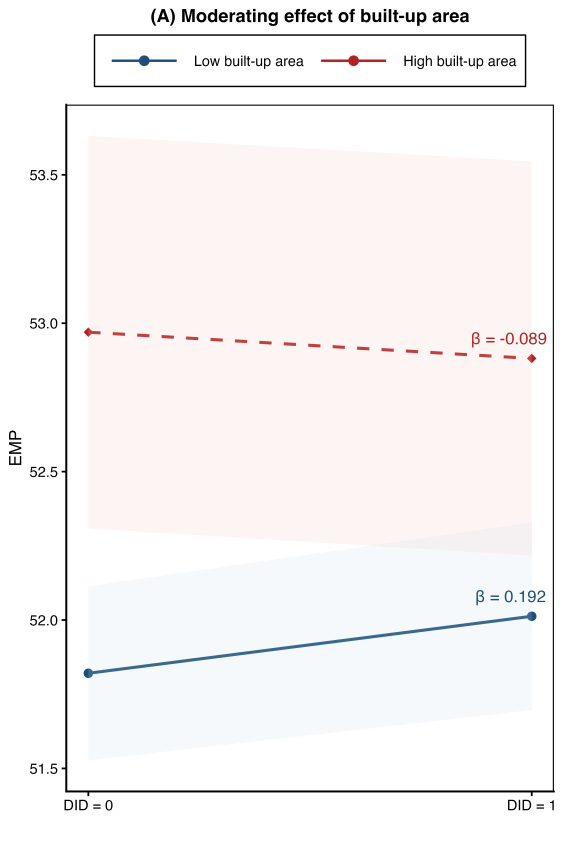 (A) Moderating effect of built-up area
Low built-up area High built-up area
53.5
53.0
52.5
52.0
51.5
EMP
β = -0.089
β = 0.192
DID = 0 DID = 1